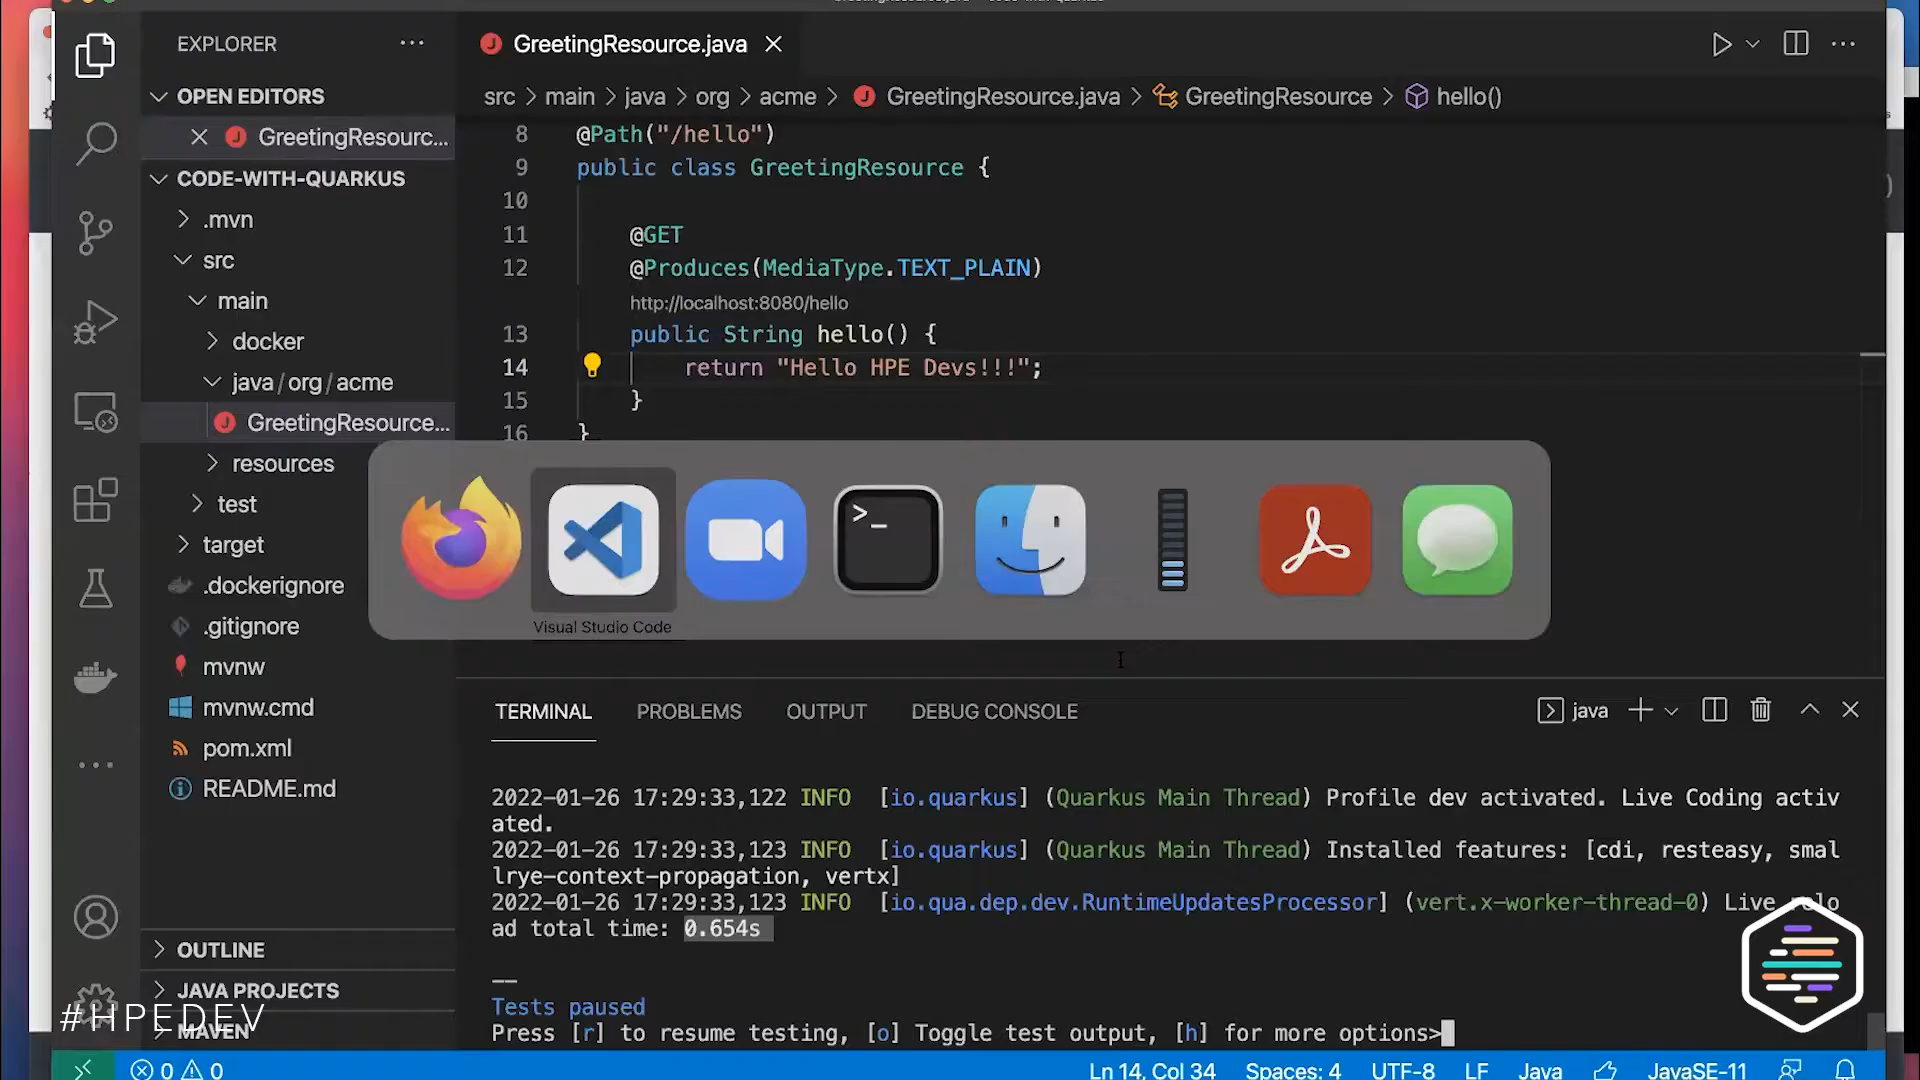 EXPLORER
OPEN EDITORS
GreetingResourc...
CODE-WITH-QUARKUS
.mvn
src
main
docker
java/org/acme
GreetingResource...
resources
test
target
.dockerignore
.gitignore
mvnw
mvnw.cmd
pom.xml
README.md
OUTLINE
JAVA PROJECTS
MAVEN
#HPEDEV
GreetingResource.java
src > main > java > org > acme > GreetingResource.java > GreetingResource > hello()
8 @Path("/hello")
9 public class GreetingResource {
10
11 @GET
12 @Produces(MediaType.TEXT_PLAIN)
http://localhost:8080/hello
13 public String hello() {
14 return "Hello HPE Devs!!!";
15 }
16 }
>_
Visual Studio Code
TERMINAL PROBLEMS OUTPUT DEBUG CONSOLE
java
2022-01-26 17:29:33,122 INFO [io.quarkus] (Quarkus Main Thread) Profile dev activated. Live Coding activ
ated.
2022-01-26 17:29:33,123 INFO [io.quarkus] (Quarkus Main Thread) Installed features: [cdi, resteasy, smal
lrye-context-propagation, vertx]
2022-01-26 17:29:33,123 INFO [io.qua.dep.dev.RuntimeUpdatesProcessor] (vert.x-worker-thread-0) Live relo
ad total time: 0.654s
--
Tests paused
Press [r] to resume testing, [o] Toggle test output, [h] for more options>
0 0
Ln 14, Col 34 Spaces: 4 UTF-8 LF Java JavaSE-11